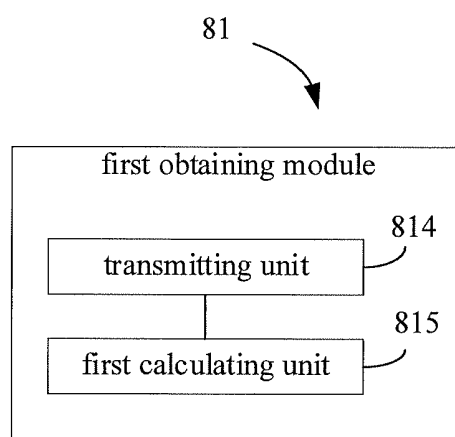 81
first obtaining module
814
transmitting unit
815
first calculating unit